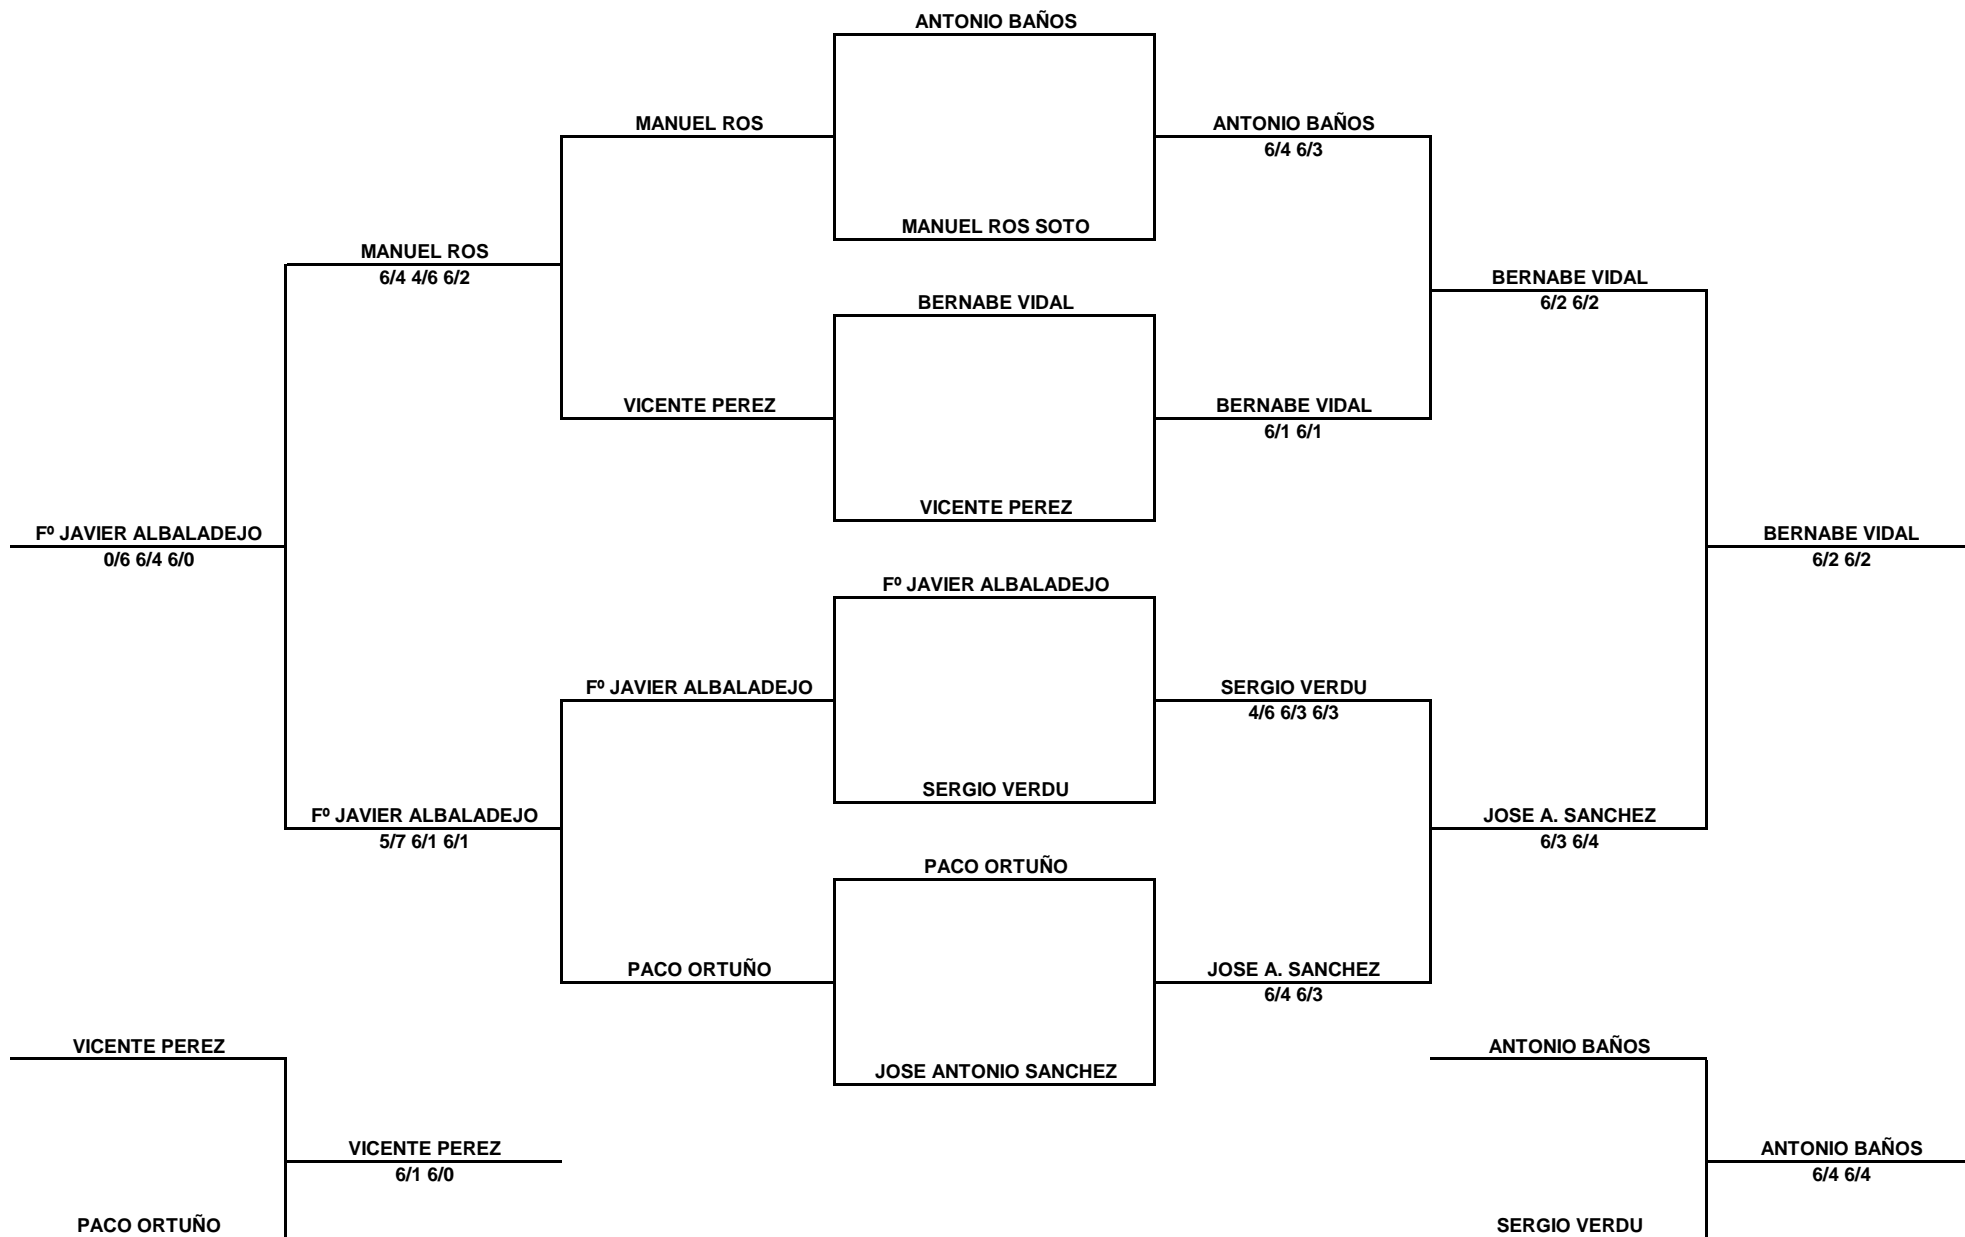 ANTONIO BAÑOS
MANUEL ROS
ANTONIO BAÑOS
6/4 6/3
MANUEL ROS SOTO
MANUEL ROS
6/4 4/6 6/2
BERNABE VIDAL
6/2 6/2
BERNABE VIDAL
VICENTE PEREZ
BERNABE VIDAL
6/1 6/1
VICENTE PEREZ
Fº JAVIER ALBALADEJO
0/6 6/4 6/0
BERNABE VIDAL
6/2 6/2
Fº JAVIER ALBALADEJO
Fº JAVIER ALBALADEJO
SERGIO VERDU
4/6 6/3 6/3
SERGIO VERDU
Fº JAVIER ALBALADEJO
5/7 6/1 6/1
JOSE A. SANCHEZ
6/3 6/4
PACO ORTUÑO
PACO ORTUÑO
JOSE A. SANCHEZ
6/4 6/3
VICENTE PEREZ
ANTONIO BAÑOS
JOSE ANTONIO SANCHEZ
VICENTE PEREZ
6/1 6/0
ANTONIO BAÑOS
6/4 6/4
PACO ORTUÑO
SERGIO VERDU